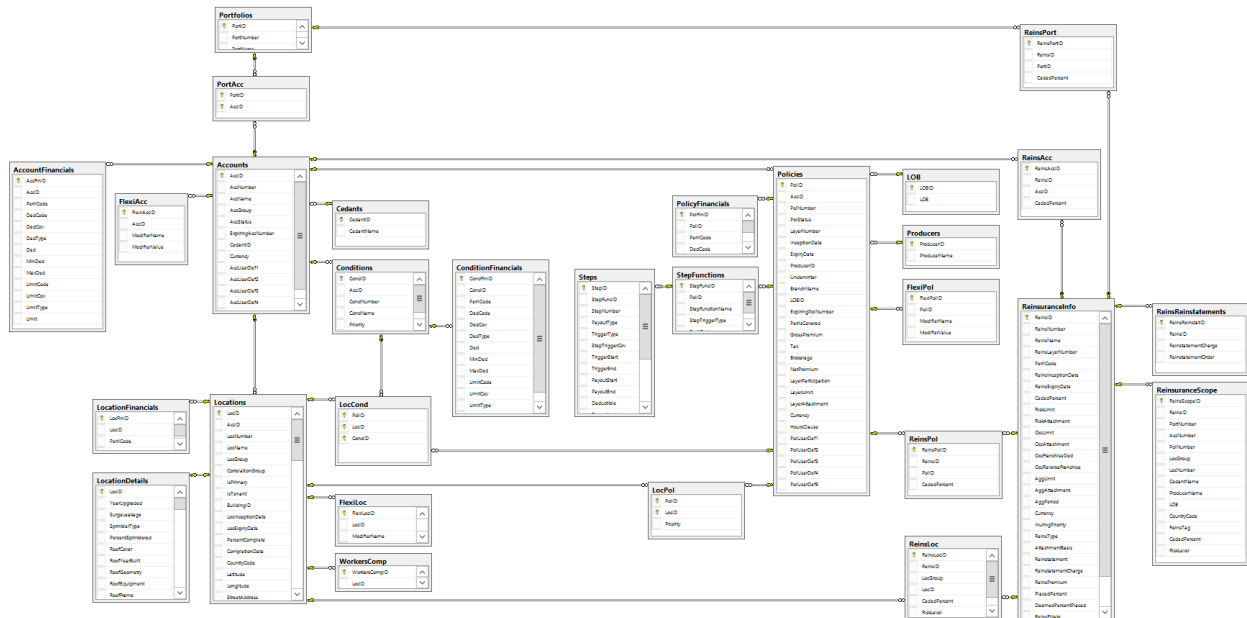 Portfolios
PortID
PortNumber
PortName
ReinsPort
ReinsPortID
ReinsID
PortID
CededPercent
PortAcc
PortID
AccID
AccountFinancials
AccFinID
AccID
PerilCode
DedCode
DedCov
DedType
Ded
MinDed
MaxDed
LimitCode
LimitCov
LimitType
Limit
FlexiAcc
FlexiAccID
AccID
ModifierName
ModifierValue
Accounts
AccID
AccNumber
AccName
AccGroup
AccStatus
ExpiringAccNumber
CedantID
Currency
AccUserDef1
AccUserDef2
AccUserDef3
AccUserDef4
Cedants
CedantID
CedantName
Conditions
CondID
AccID
CondNumber
CondName
Priority
ConditionFinancials
CondFinID
CondID
PerilCode
DedCode
DedCov
DedType
Ded
MinDed
MaxDed
LimitCode
LimitCov
LimitType
Steps
StepID
StepFuncID
StepNumber
PayoutType
TriggerType
StepTriggerCov
TriggerStart
TriggerEnd
PayoutStart
PayoutEnd
Deductible
PolicyFinancials
PolFinID
PolID
PerilCode
DedCode
StepFunctions
StepFuncID
PolID
StepFunctionName
StepTriggerType
Policies
PolID
AccID
PolNumber
PolStatus
LayerNumber
InceptionDate
ExpiryDate
ProducerID
Underwriter
BranchName
LOBID
ExpiringPolNumber
PerilsCovered
GrossPremium
Tax
Brokerage
NetPremium
LayerParticipation
LayerLimit
LayerAttachment
Currency
HoursClause
PolUserDef1
PolUserDef2
PolUserDef3
PolUserDef4
PolUserDef5
LOB
LOBID
LOB
Producers
ProducerID
ProducerName
FlexiPol
FlexiPolID
PolID
ModifierName
ModifierValue
ReinsAcc
ReinsAccID
ReinsID
AccID
CededPercent
ReinsuranceInfo
ReinsID
ReinsNumber
ReinsName
ReinsLayerNumber
PerilCode
ReinsInceptionDate
ReinsExpiryDate
CededPercent
RiskLimit
RiskAttachment
OccLimit
OccAttachment
OccFranchiseDed
OccReverseFranchise
AggLimit
AggAttachment
AggPeriod
Currency
InuringPriority
ReinsType
AttachmentBasis
Reinstatement
ReinstatementCharge
ReinsPremium
PlacedPercent
DeemedPercentPlaced
ReinsReinstatements
ReinsReinstatID
ReinsID
ReinstatementCharge
ReinstatementOrder
ReinsuranceScope
ReinsScopeID
ReinsID
PortNumber
AccNumber
PolNumber
LocGroup
LocNumber
CedantName
ProducerName
LOB
CountryCode
ReinsTag
CededPercent
RiskLevel
LocationFinancials
LocFinID
LocID
PerilCode
LocationDetails
LocID
YearUpgraded
SurgeLeakage
SprinklerType
PercentSprinklered
RoofCover
RoofYearBuilt
RoofGeometry
RoofEquipment
RoofFrame
Locations
LocID
AccID
LocNumber
LocName
LocGroup
CorrelationGroup
IsPrimary
IsTenant
BuildingID
LocInceptionDate
LocExpiryDate
PercentComplete
CompletionDate
CountryCode
Latitude
Longitude
StreetAddress
LocCond
PolID
LocID
CondID
FlexiLoc
FlexiLocID
LocID
ModifierName
WorkersComp
WorkersCompID
LocID
LocPol
PolID
LocID
Priority
ReinsPol
ReinsPolID
ReinsID
PolID
CededPercent
ReinsLoc
ReinsLocID
ReinsID
LocGroup
LocID
CededPercent
RiskLevel